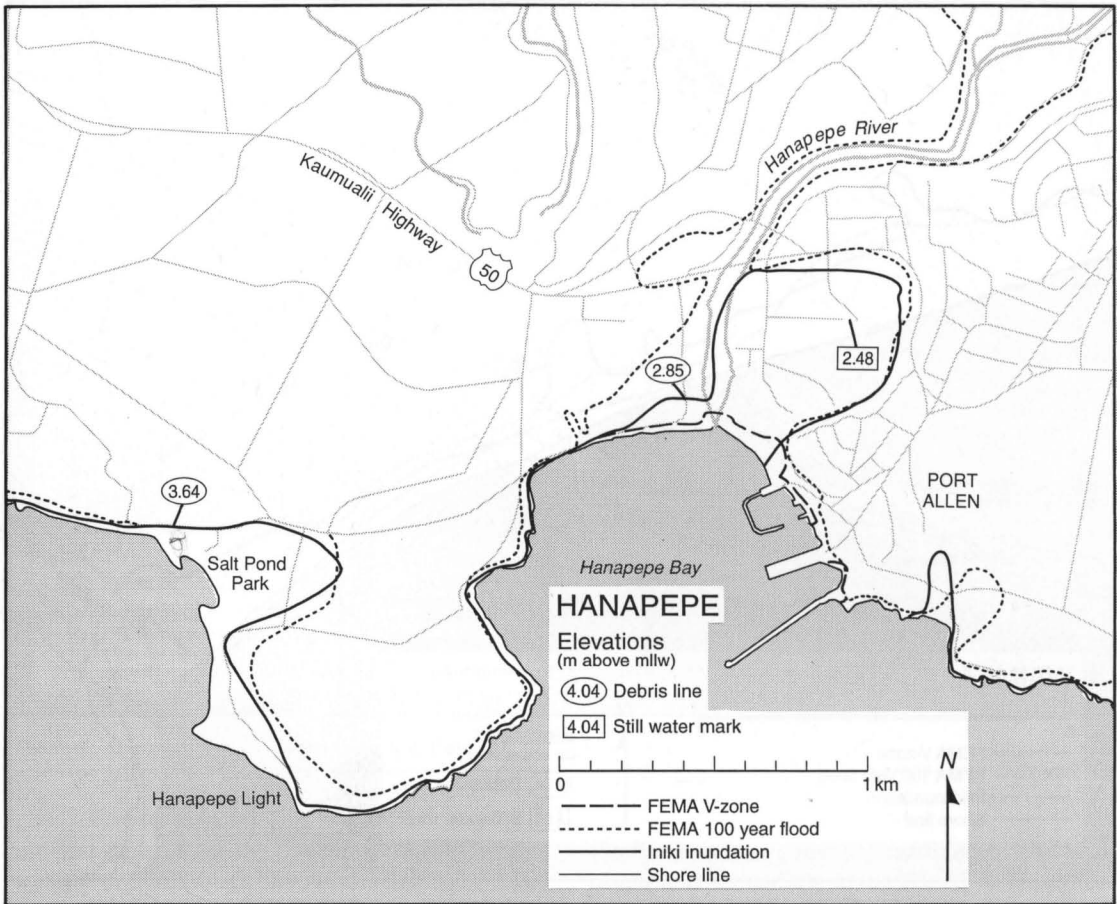 Hanapepe River
Kaumualii Highway
50
2.48
2.85
PORT
ALLEN
3.64
Salt Pond
Park
Hanapepe Bay
HANAPEPE
Elevations
(m above mllw)
4.04 Debris line
4.04 Still water mark
N
0 1 km
Hanapepe Light
FEMA V-zone
FEMA 100 year flood
Iniki inundation
Shore line